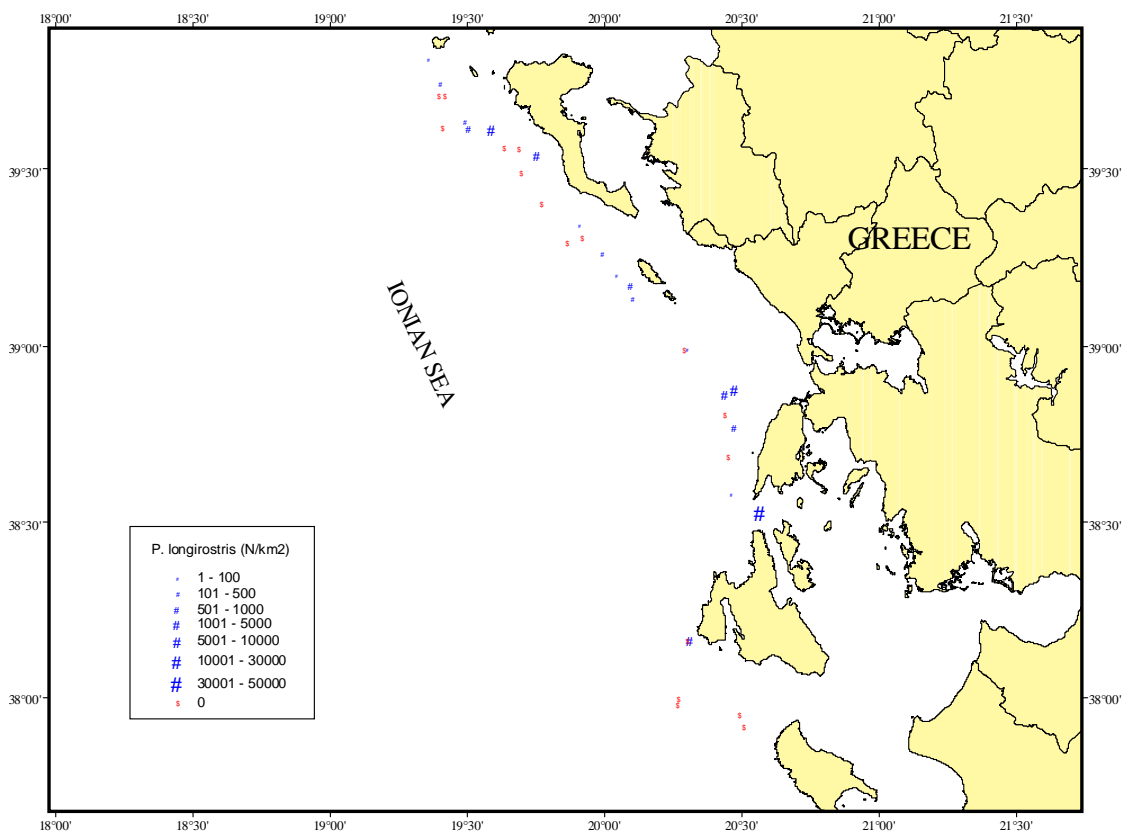 18°00' 18°30' 19°00' 19°30' 20°00' 20°30' 21°00' 21°30'
39°30' 39°30'
GREECE
IONIAN SEA
39°00' 39°00'
38°30' 38°30'
P. longirostris (N/km2)
# 1 - 100
# 101 - 500
# 501 - 1000
# 1001 - 5000
# 5001 - 10000
# 10001 - 30000
# 30001 - 50000
$ 0
38°00' 38°00'
18°00' 18°30' 19°00' 19°30' 20°00' 20°30' 21°00' 21°30'